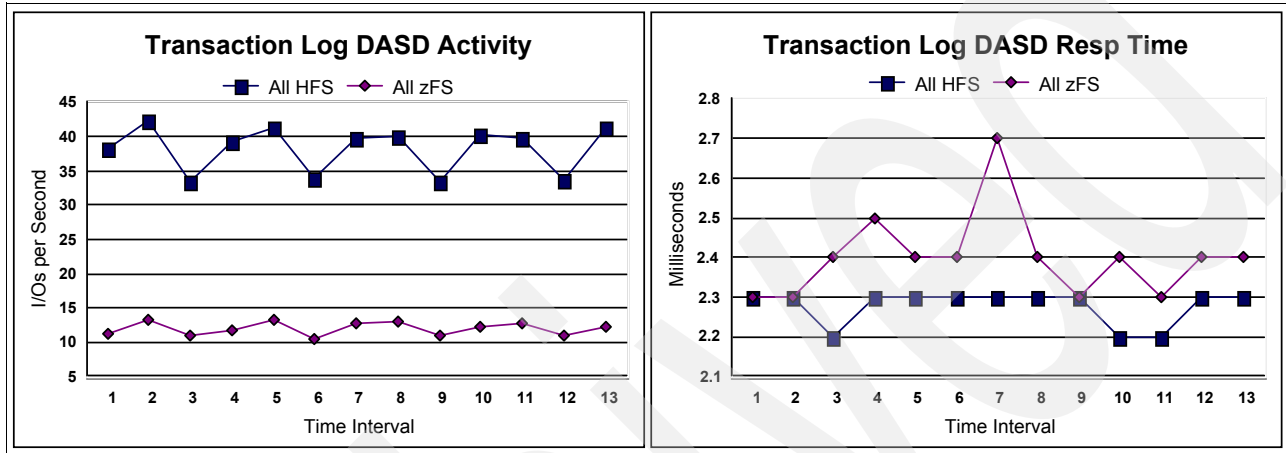 Transaction Log DASD Activity
All HFS All zFS
I/Os per Second
45
40
35
30
25
20
15
10
5
1 2 3 4 5 6 7 8 9 10 11 12 13
Time Interval
Transaction Log DASD Resp Time
All HFS All zFS
Milliseconds
2.8
2.7
2.6
2.5
2.4
2.3
2.2
2.1
1 2 3 4 5 6 7 8 9 10 11 12 13
Time Interval